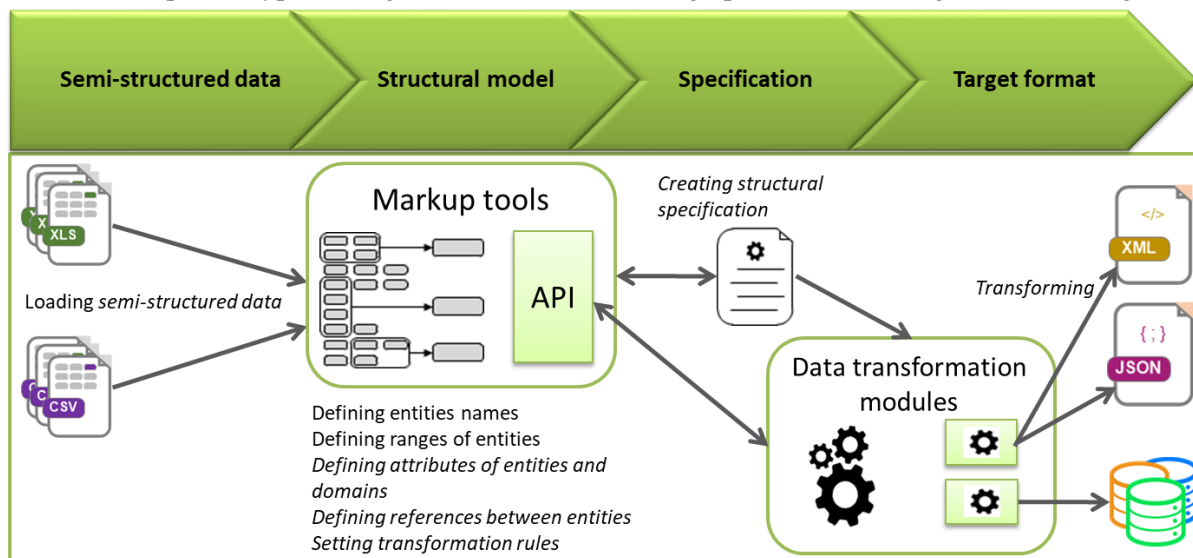 Semi-structured data
Structural model
Specification
Target format
XLS
X
X
Loading semi-structured data
CSV
C
C
Markup tools
API
Defining entities names
Defining ranges of entities
Defining attributes of entities and
domains
Defining references between entities
Setting transformation rules
Creating structural
specification
Data transformation
modules
Transforming
</>
XML
{ ; }
JSON